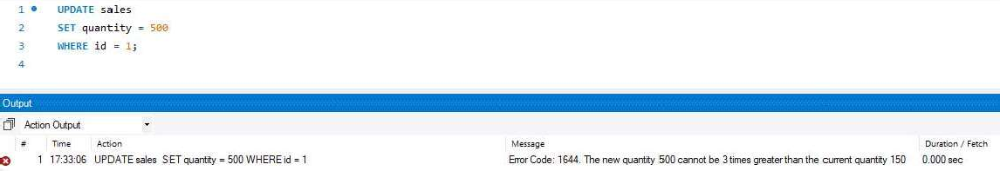 1 UPDATE sales
2 SET quantity = 500
3 WHERE id = 1;
4
Output
Action Output
# Time Action Message Duration / Fetch
1 17:33:06 UPDATE sales SET quantity = 500 WHERE id = 1 Error Code: 1644. The new quantity 500 cannot be 3 times greater than the current quantity 150 0.000 sec